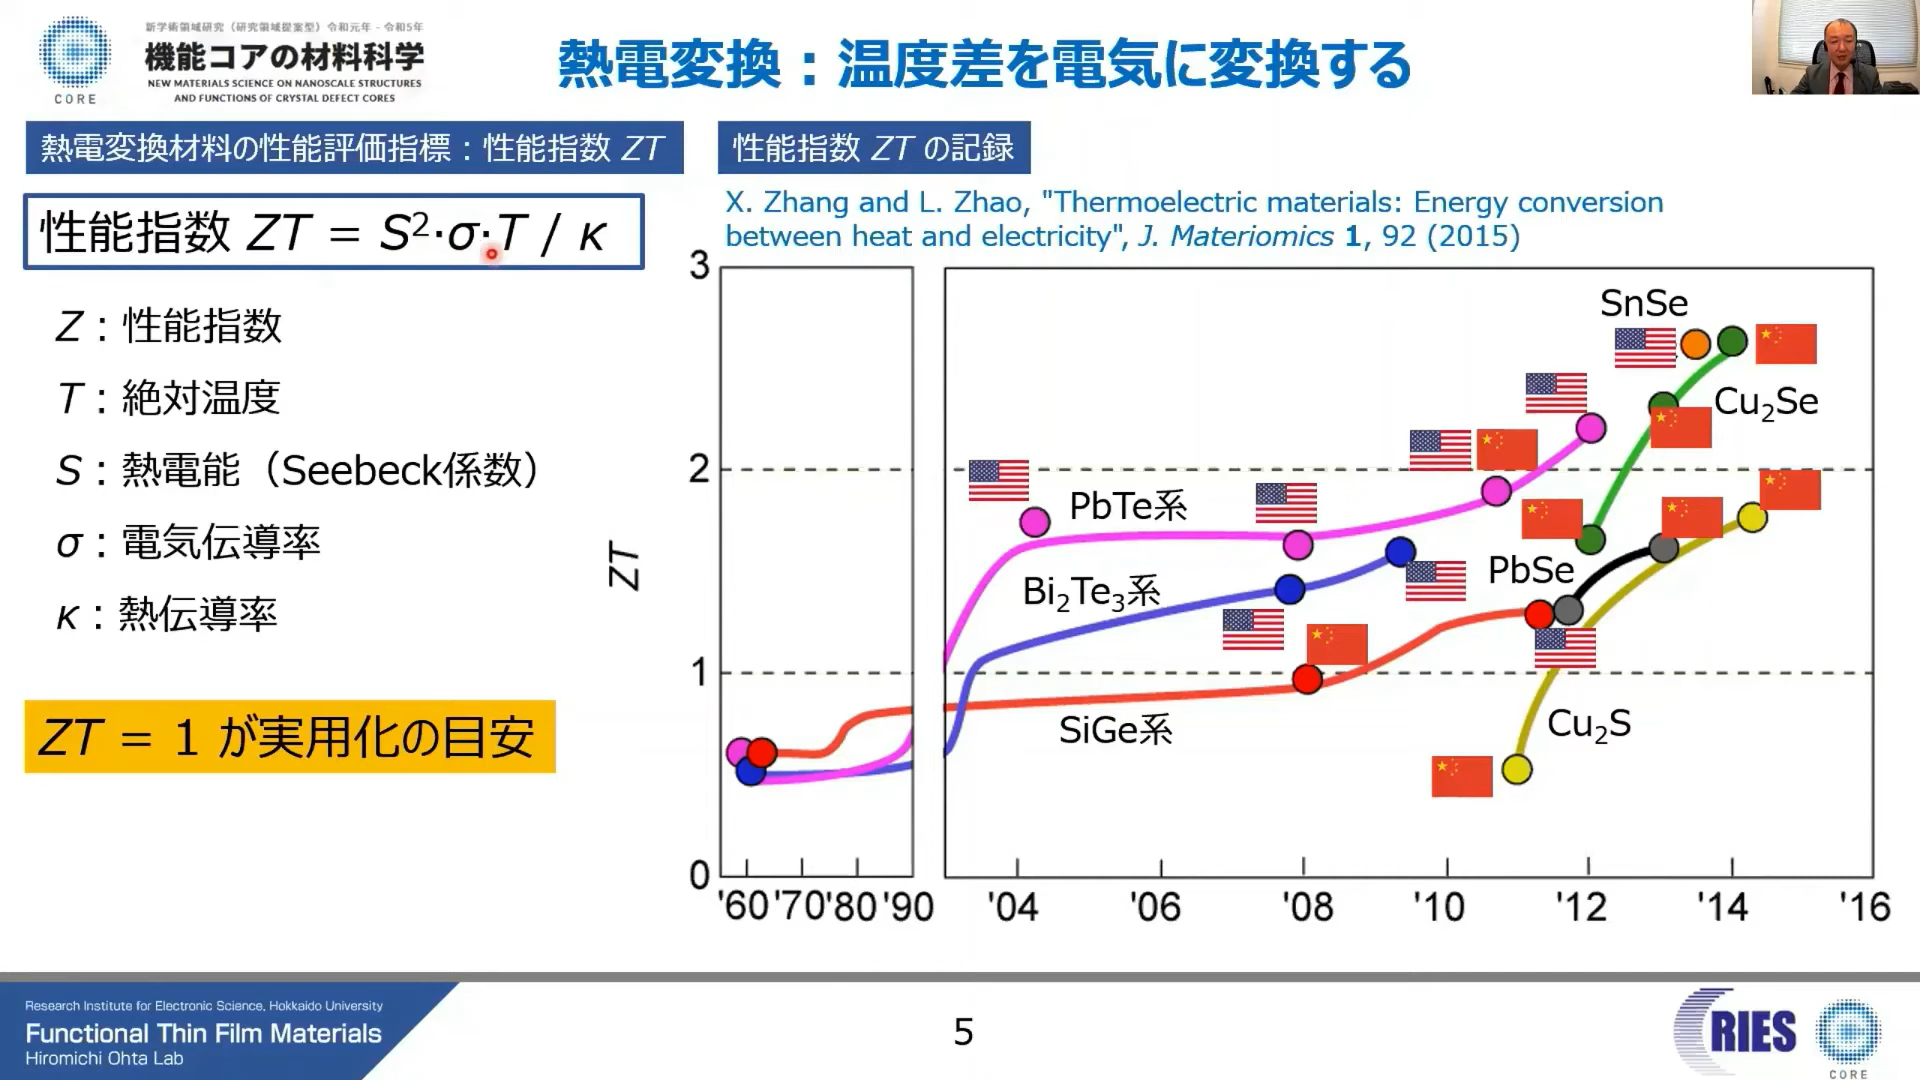 新学術領域研究（研究領域提案型）令和元年 - 令和5年
機能コアの材料科学
NEW MATERIALS SCIENCE ON NANOSCALE STRUCTURES
AND FUNCTIONS OF CRYSTAL DEFECT CORES
CORE
熱電変換：温度差を電気に変換する
熱電変換材料の性能評価指標：性能指数 ZT
性能指数 ZT = S²·σ·T / κ
Z：性能指数
T：絶対温度
S：熱電能（Seebeck係数）
σ：電気伝導率
κ：熱伝導率
ZT = 1 が実用化の目安
性能指数 ZT の記録
X. Zhang and L. Zhao, "Thermoelectric materials: Energy conversion
between heat and electricity", J. Materiomics 1, 92 (2015)
3
2
1
0
ZT
SnSe
Cu₂Se
PbTe系
Bi₂Te₃系
PbSe
SiGe系
Cu₂S
'60 '70 '80 '90 '04 '06 '08 '10 '12 '14 '16
Research Institute for Electronic Science, Hokkaido University
Functional Thin Film Materials
Hiromichi Ohta Lab
5
RIES
CORE